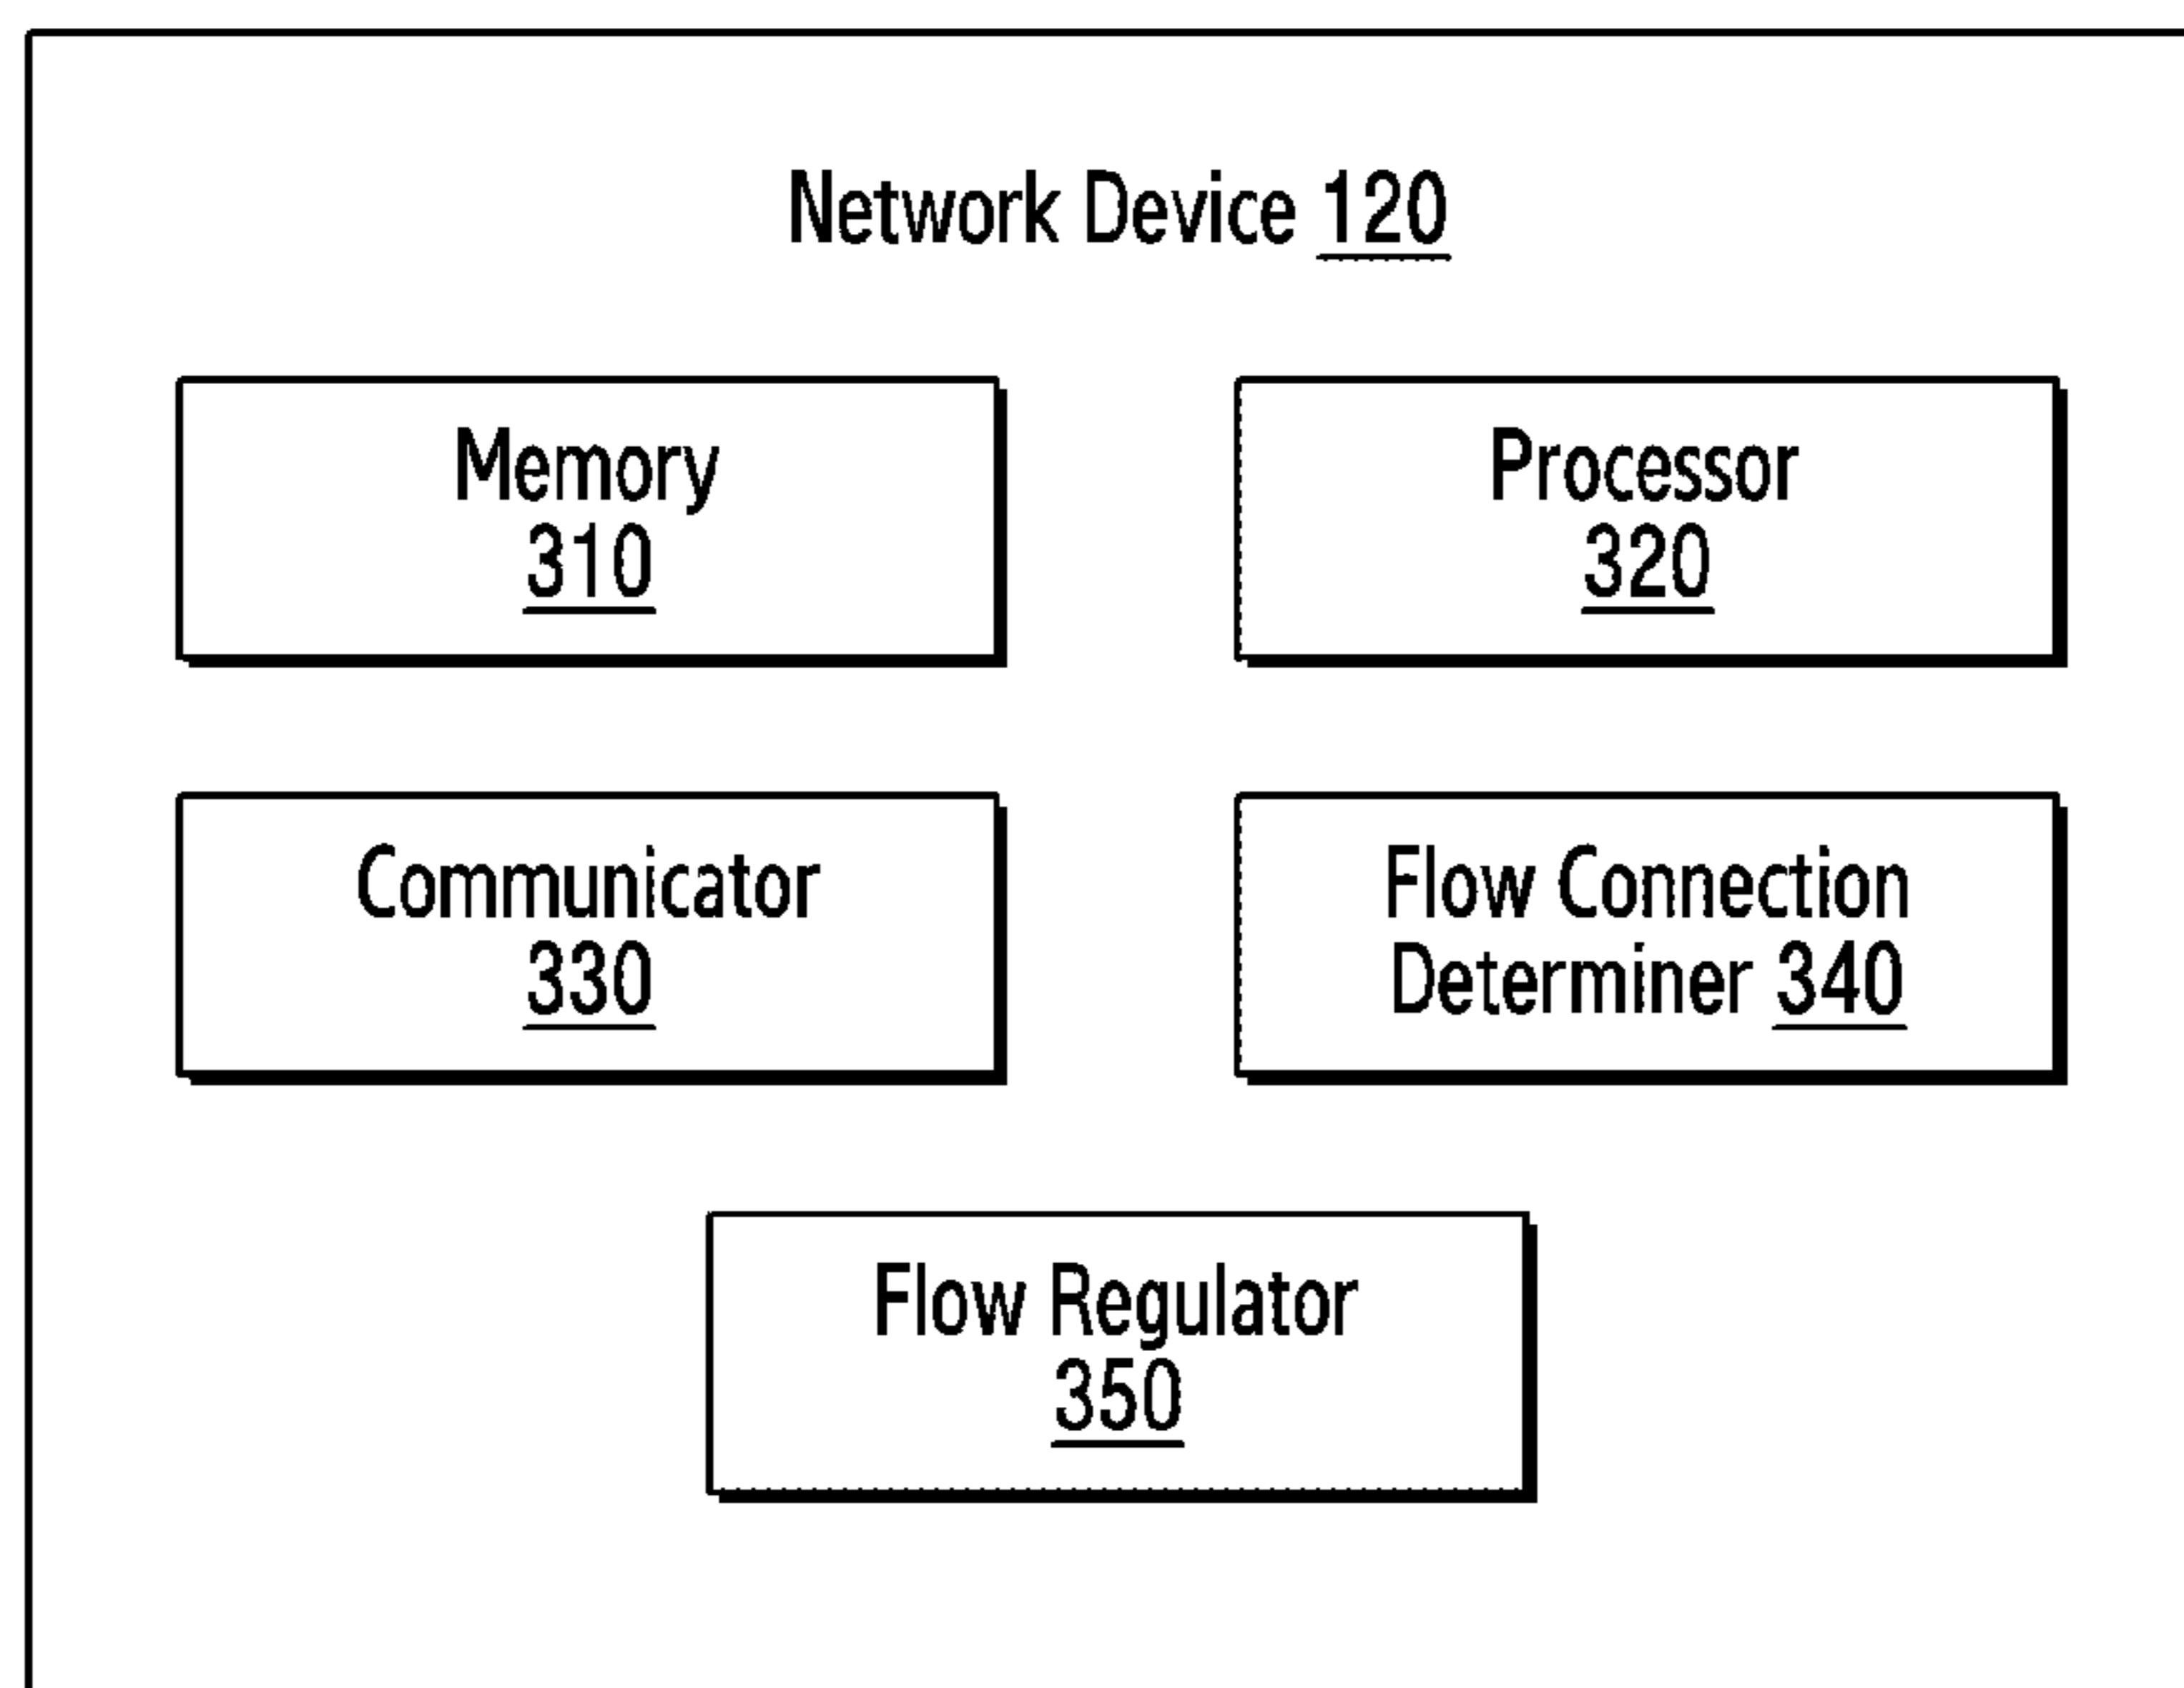 Network Device 120
Memory
310
Processor
320
Communicator
330
Flow Connection
Determiner 340
Flow Regulator
350